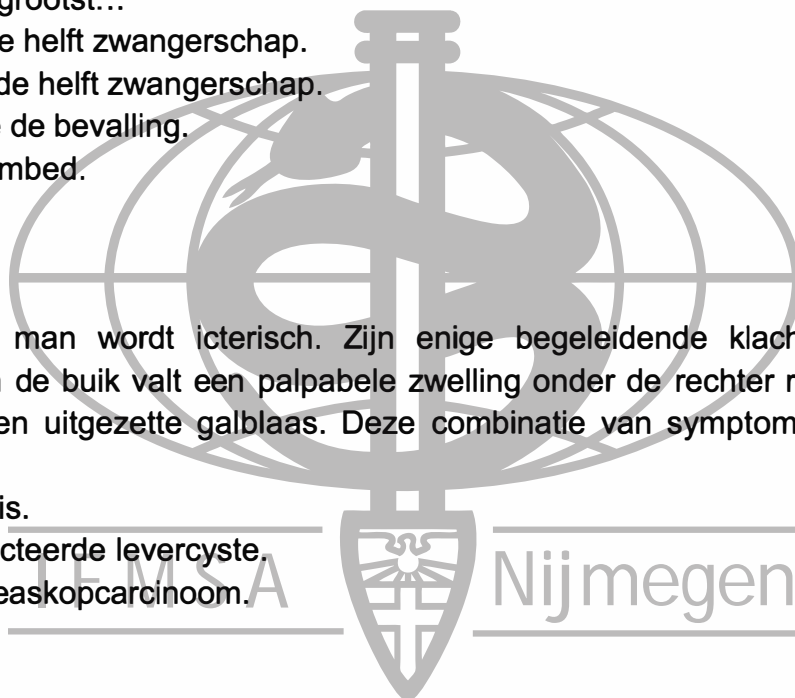 grootst…
e helft zwangerschap.
de helft zwangerschap.
e de bevalling.
mbed.
man wordt icterisch. Zijn enige begeleidende klach
de buik valt een palpabele zwelling onder de rechter r
en uitgezette galblaas. Deze combinatie van symptom
is.
cteerde levercyste.
easkopcarcinoom.
IFMSA Nijmegen